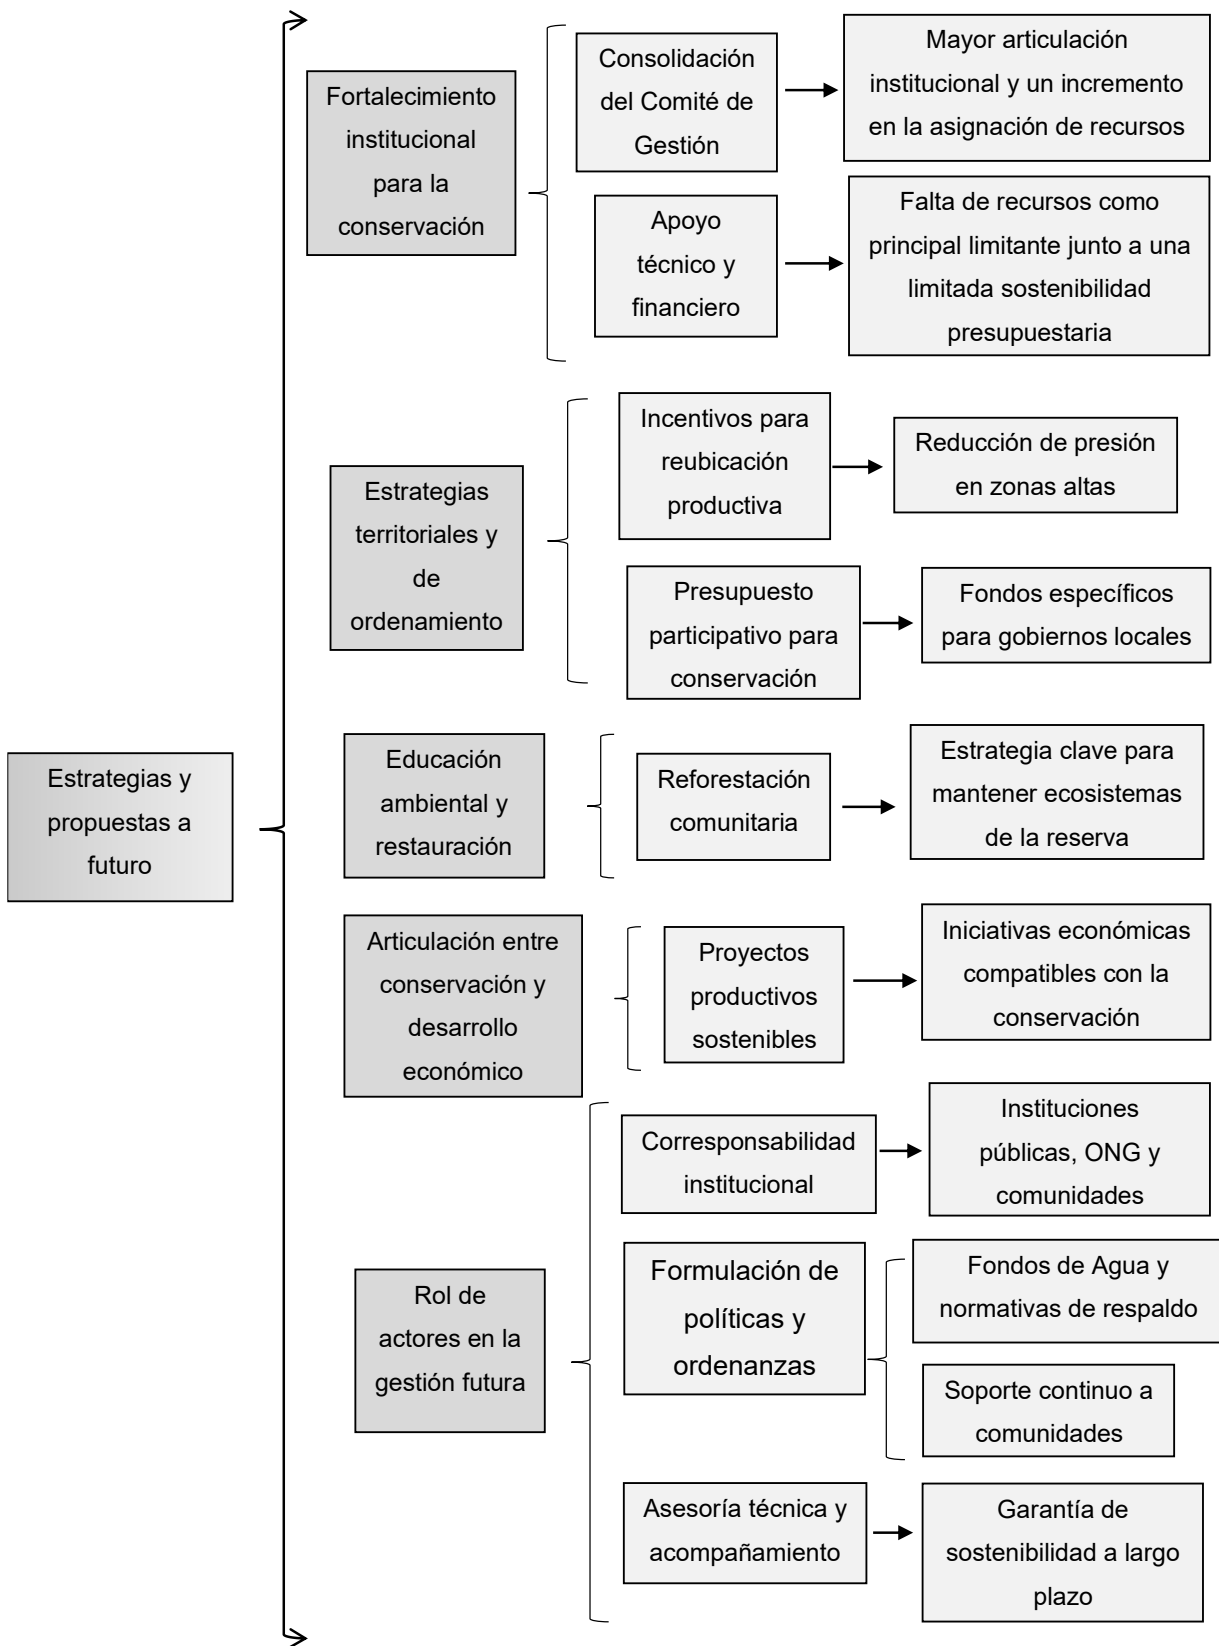 Estrategias y
propuestas a
futuro
Fortalecimiento
institucional
para la
conservación
Consolidación
del Comité de
Gestión
Mayor articulación
institucional y un incremento
en la asignación de recursos
Apoyo
técnico y
financiero
Falta de recursos como
principal limitante junto a una
limitada sostenibilidad
presupuestaria
Estrategias
territoriales y
de
ordenamiento
Incentivos para
reubicación
productiva
Reducción de presión
en zonas altas
Presupuesto
participativo para
conservación
Fondos específicos
para gobiernos locales
Educación
ambiental y
restauración
Reforestación
comunitaria
Estrategia clave para
mantener ecosistemas
de la reserva
Articulación entre
conservación y
desarrollo
económico
Proyectos
productivos
sostenibles
Iniciativas económicas
compatibles con la
conservación
Rol de
actores en la
gestión futura
Corresponsabilidad
institucional
Instituciones
públicas, ONG y
comunidades
Formulación de
políticas y
ordenanzas
Fondos de Agua y
normativas de respaldo
Soporte continuo a
comunidades
Asesoría técnica y
acompañamiento
Garantía de
sostenibilidad a largo
plazo